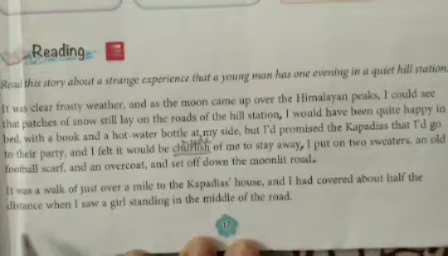 Reading
Read this story about a strange experience that a young man has one evening in a quiet hill station.
It was clear frosty weather, and as the moon came up over the Himalayan peaks, I could see
that patches of snow still lay on the roads of the hill station, I would have been quite happy in
bed, with a book and a hot-water bottle at my side, but I'd promised the Kapadias that I'd go
to their party, and I felt it would be churlish of me to stay away, I put on two sweaters, an old
football scarf, and an overcoat, and set off down the moonlit road.
It was a walk of just over a mile to the Kapadias' house, and I had covered about half the
distance when I saw a girl standing in the middle of the road.